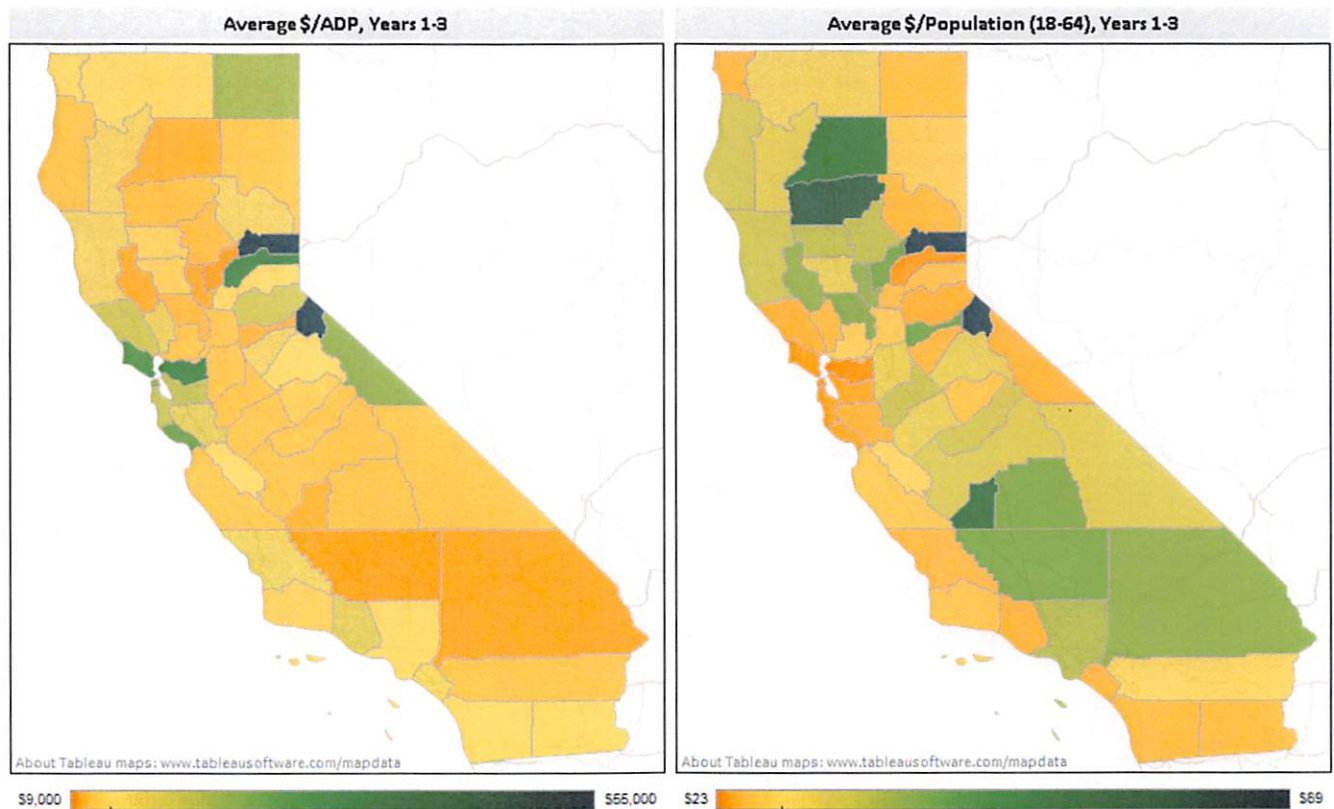 Average $/ADP, Years 1-3
Average $/Population (18-64), Years 1-3
About Tableau maps: www.tableausoftware.com/mapdata
About Tableau maps: www.tableausoftware.com/mapdata
$9,000
$55,000
$23
$69